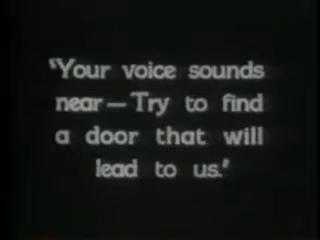 "Your voice sounds
near—Try to find
a door that will
lead to us."